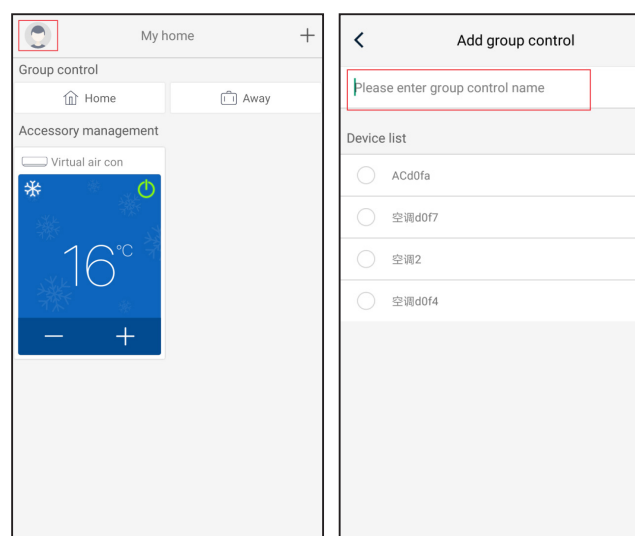 My home
Group control
Home
Away
Accessory management
Virtual air con
16°C
Add group control
Please enter group control name
Device list
ACd0fa
空调d0f7
空调2
空调d0f4